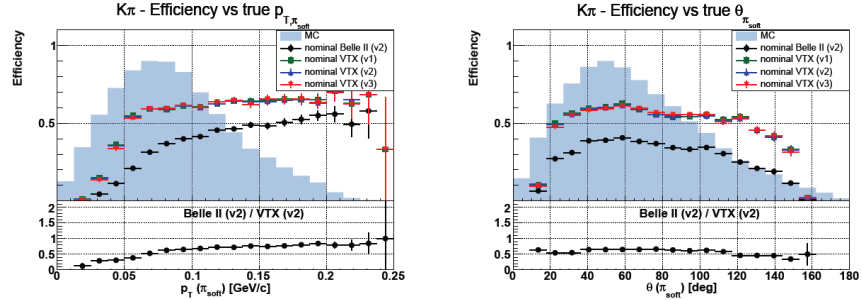 Kπ - Efficiency vs true p_T,π_soft
Efficiency
1
0.5
MC
nominal Belle II (v2)
nominal VTX (v1)
nominal VTX (v2)
nominal VTX (v3)
Belle II (v2) / VTX (v2)
2
1.5
1
0.5
0
0 0.05 0.1 0.15 0.2 0.25
p_T (π_soft) [GeV/c]
Kπ - Efficiency vs true θ_π_soft
Efficiency
1
0.5
MC
nominal Belle II (v2)
nominal VTX (v1)
nominal VTX (v2)
nominal VTX (v3)
Belle II (v2) / VTX (v2)
2
1.5
1
0.5
0
0 20 40 60 80 100 120 140 160 180
θ (π_soft) [deg]